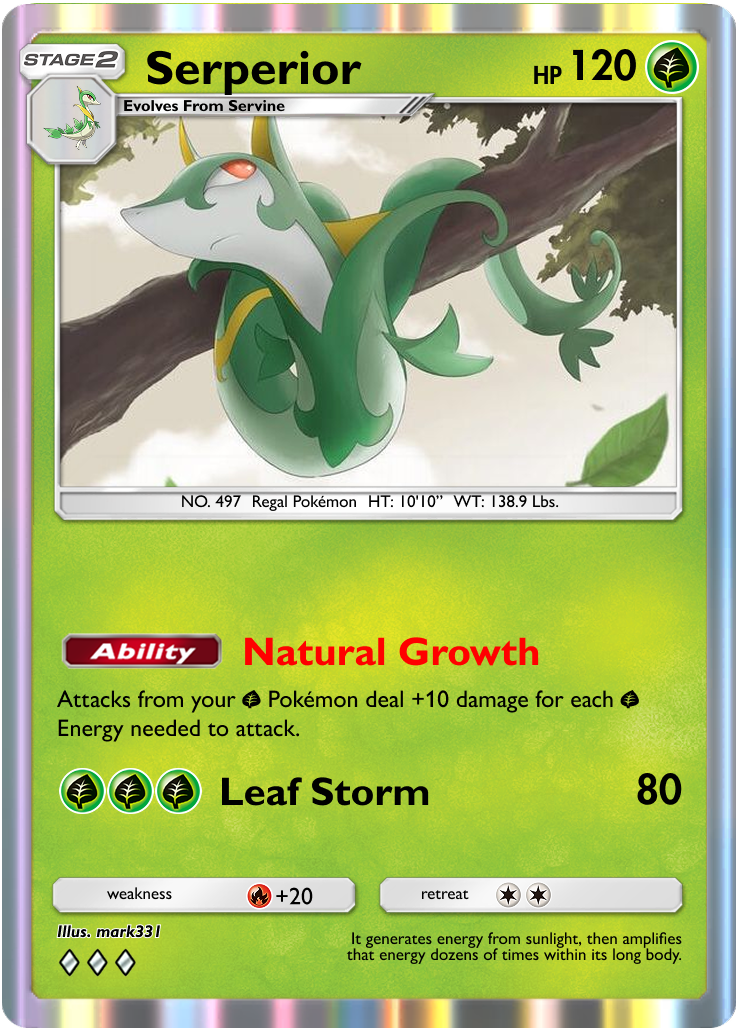 STAGE2
Serperior
HP 120
Evolves From Servine
NO. 497 Regal Pokémon HT: 10'10” WT: 138.9 Lbs.
Ability Natural Growth
Attacks from your Pokémon deal +10 damage for each
Energy needed to attack.
Leaf Storm 80
weakness +20
retreat
Illus. mark331
It generates energy from sunlight, then amplifies
that energy dozens of times within its long body.